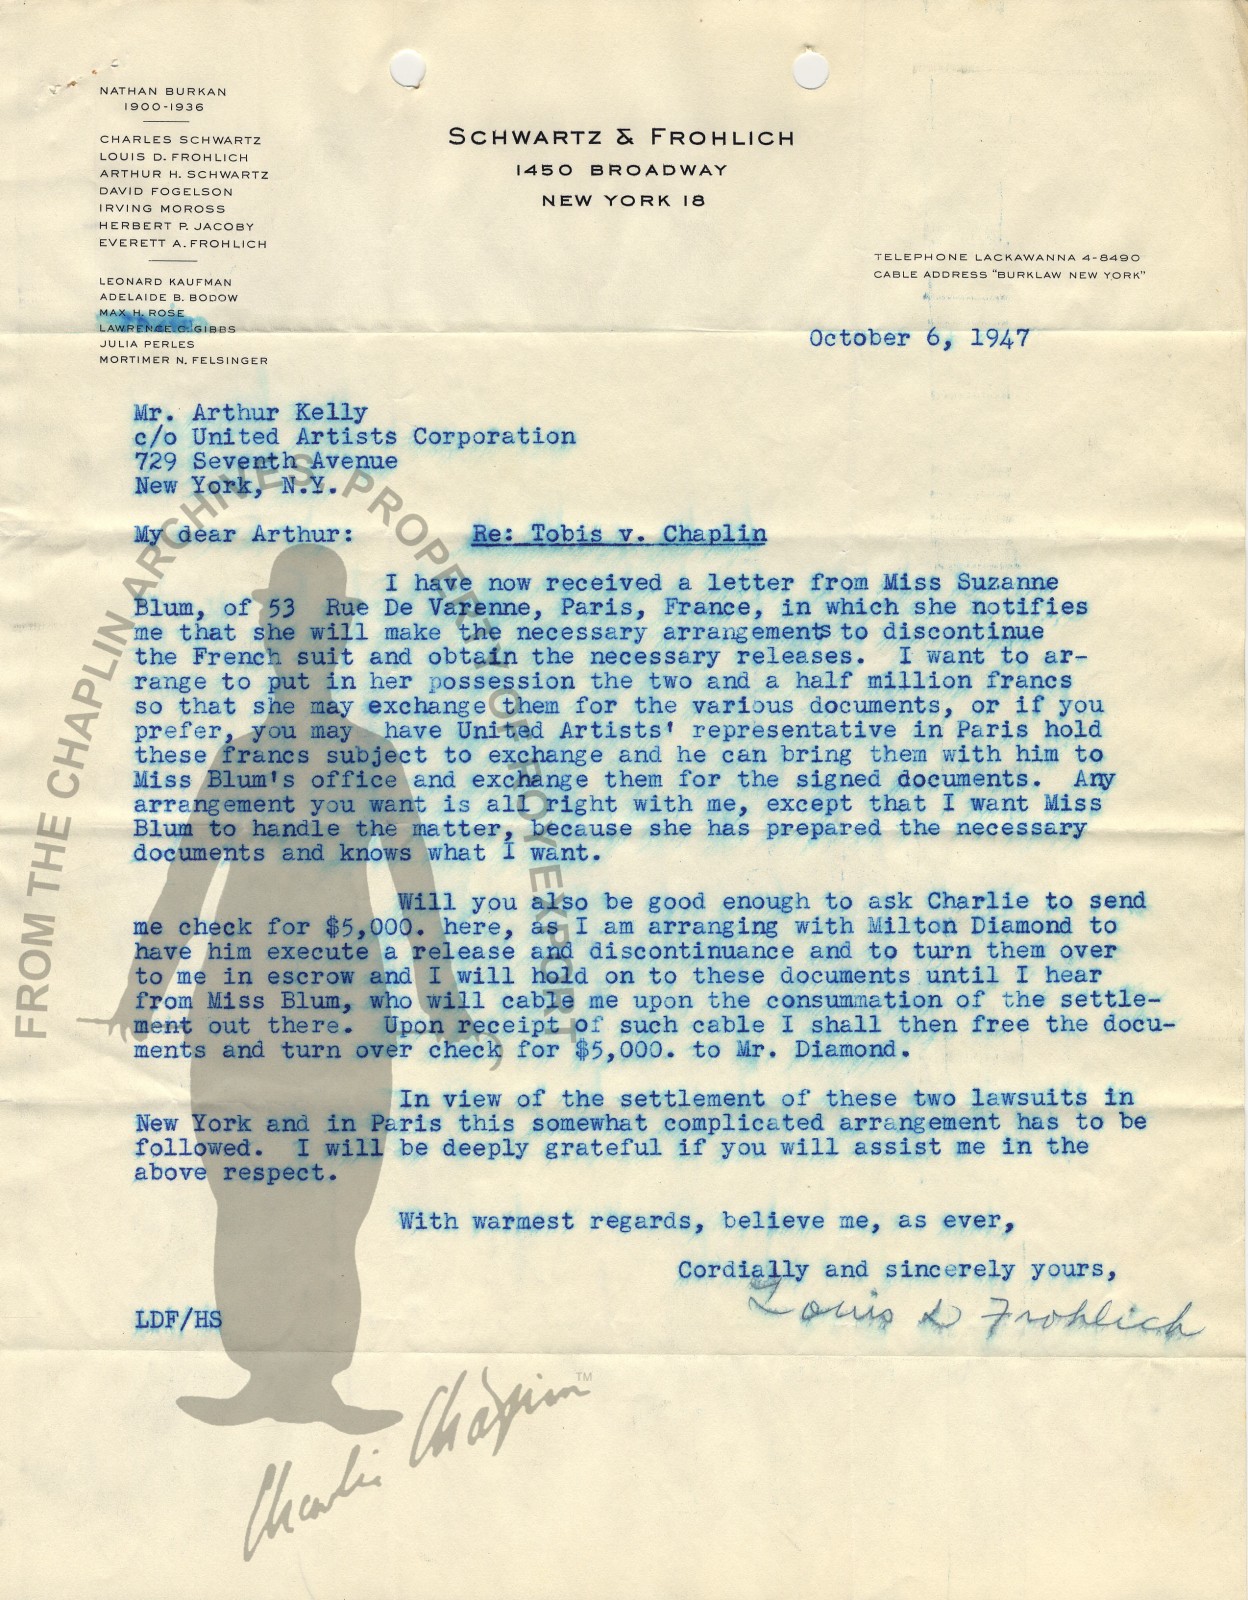 NATHAN BURKAN
1900-1936
CHARLES SCHWARTZ
LOUIS D. FROHLICH
ARTHUR H. SCHWARTZ
DAVID FOGELSON
IRVING MOROSS
HERBERT P. JACOBY
EVERETT A. FROHLICH
LEONARD KAUFMAN
ADELAIDE B. BODOW
MAX H. ROSE
LAWRENCE C. GIBBS
JULIA PERLES
MORTIMER N. FELSINGER
SCHWARTZ & FROHLICH
1450 BROADWAY
NEW YORK 18
TELEPHONE LACKAWANNA 4-8490
CABLE ADDRESS "BURKLAW NEW YORK"
October 6, 1947
Mr. Arthur Kelly
c/o United Artists Corporation
729 Seventh Avenue
New York, N.Y.
My dear Arthur: Re: Tobis v. Chaplin
I have now received a letter from Miss Suzanne
Blum, of 53 Rue De Varenne, Paris, France, in which she notifies
me that she will make the necessary arrangements to discontinue
the French suit and obtain the necessary releases. I want to ar-
range to put in her possession the two and a half million francs
so that she may exchange them for the various documents, or if you
prefer, you may have United Artists' representative in Paris hold
these francs subject to exchange and he can bring them with him to
Miss Blum's office and exchange them for the signed documents. Any
arrangement you want is all right with me, except that I want Miss
Blum to handle the matter, because she has prepared the necessary
documents and knows what I want.
Will you also be good enough to ask Charlie to send
me check for $5,000. here, as I am arranging with Milton Diamond to
have him execute a release and discontinuance and to turn them over
to me in escrow and I will hold on to these documents until I hear
from Miss Blum, who will cable me upon the consummation of the settle-
ment out there. Upon receipt of such cable I shall then free the docu-
ments and turn over check for $5,000. to Mr. Diamond.
In view of the settlement of these two lawsuits in
New York and in Paris this somewhat complicated arrangement has to be
followed. I will be deeply grateful if you will assist me in the
above respect.
With warmest regards, believe me, as ever,
Cordially and sincerely yours,
Louis D Frohlich
LDF/HS
FROM THE CHAPLIN ARCHIVES PROPERTY OF ROY EXPORT
Charlie Chaplin™